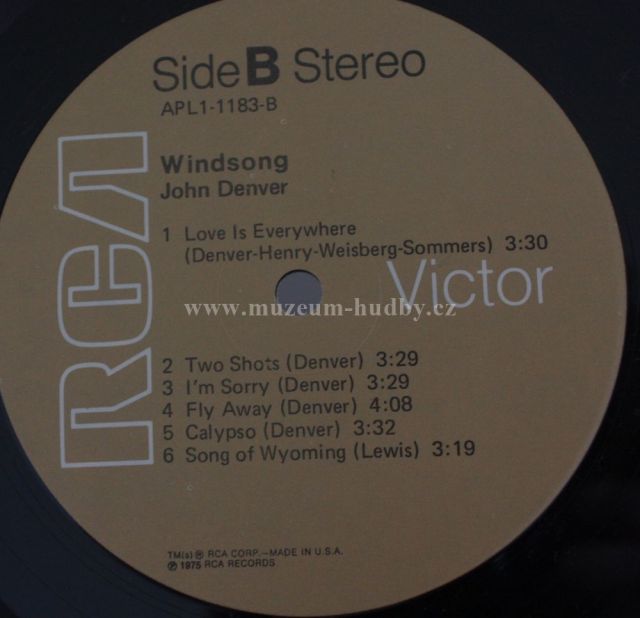 Side B Stereo
APL1-1183-B
Windsong
John Denver
1 Love Is Everywhere
(Denver-Henry-Weisberg-Sommers) 3:30
RCA
Victor
www.muzeum-hudby.cz
2 Two Shots (Denver) 3:29
3 I'm Sorry (Denver) 3:29
4 Fly Away (Denver) 4:08
5 Calypso (Denver) 3:32
6 Song of Wyoming (Lewis) 3:19
TM(s) ® RCA CORP.—MADE IN U.S.A.
℗ 1975 RCA RECORDS